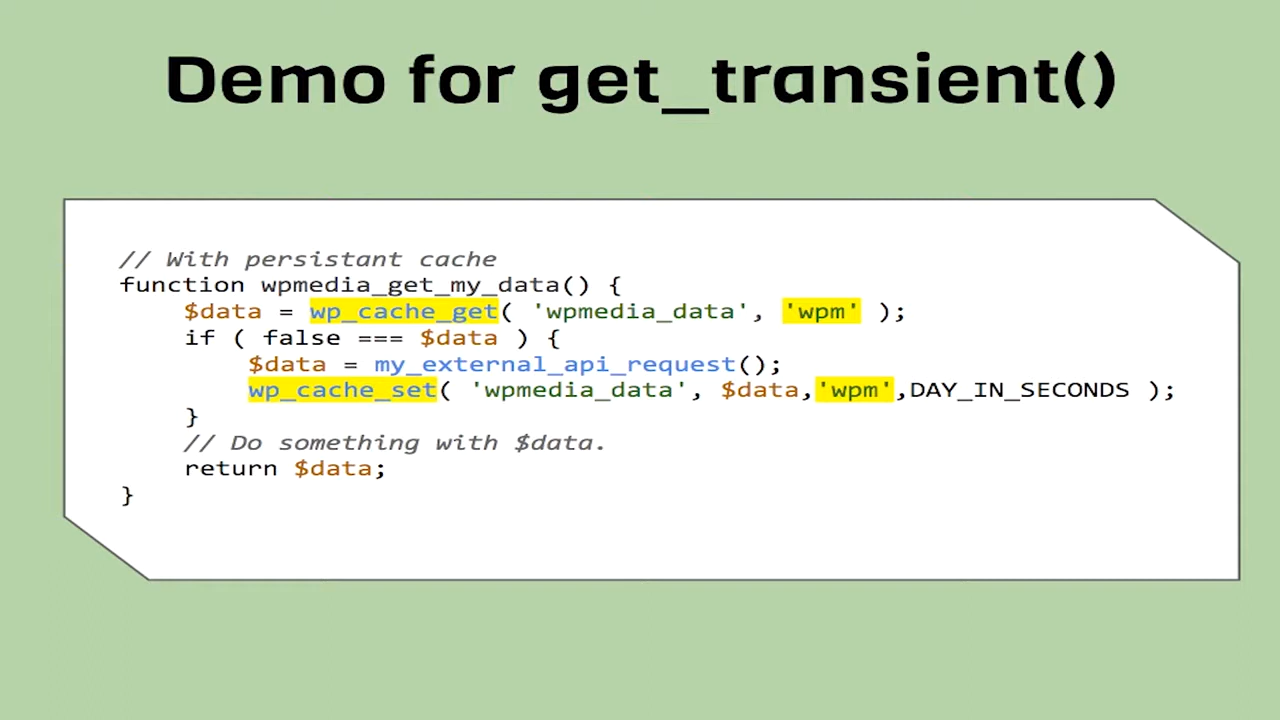 Demo for get_transient()
// With persistant cache
function wpmedia_get_my_data() {
$data = wp_cache_get( 'wpmedia_data', 'wpm' );
if ( false === $data ) {
$data = my_external_api_request();
wp_cache_set( 'wpmedia_data', $data,'wpm',DAY_IN_SECONDS );
}
// Do something with $data.
return $data;
}